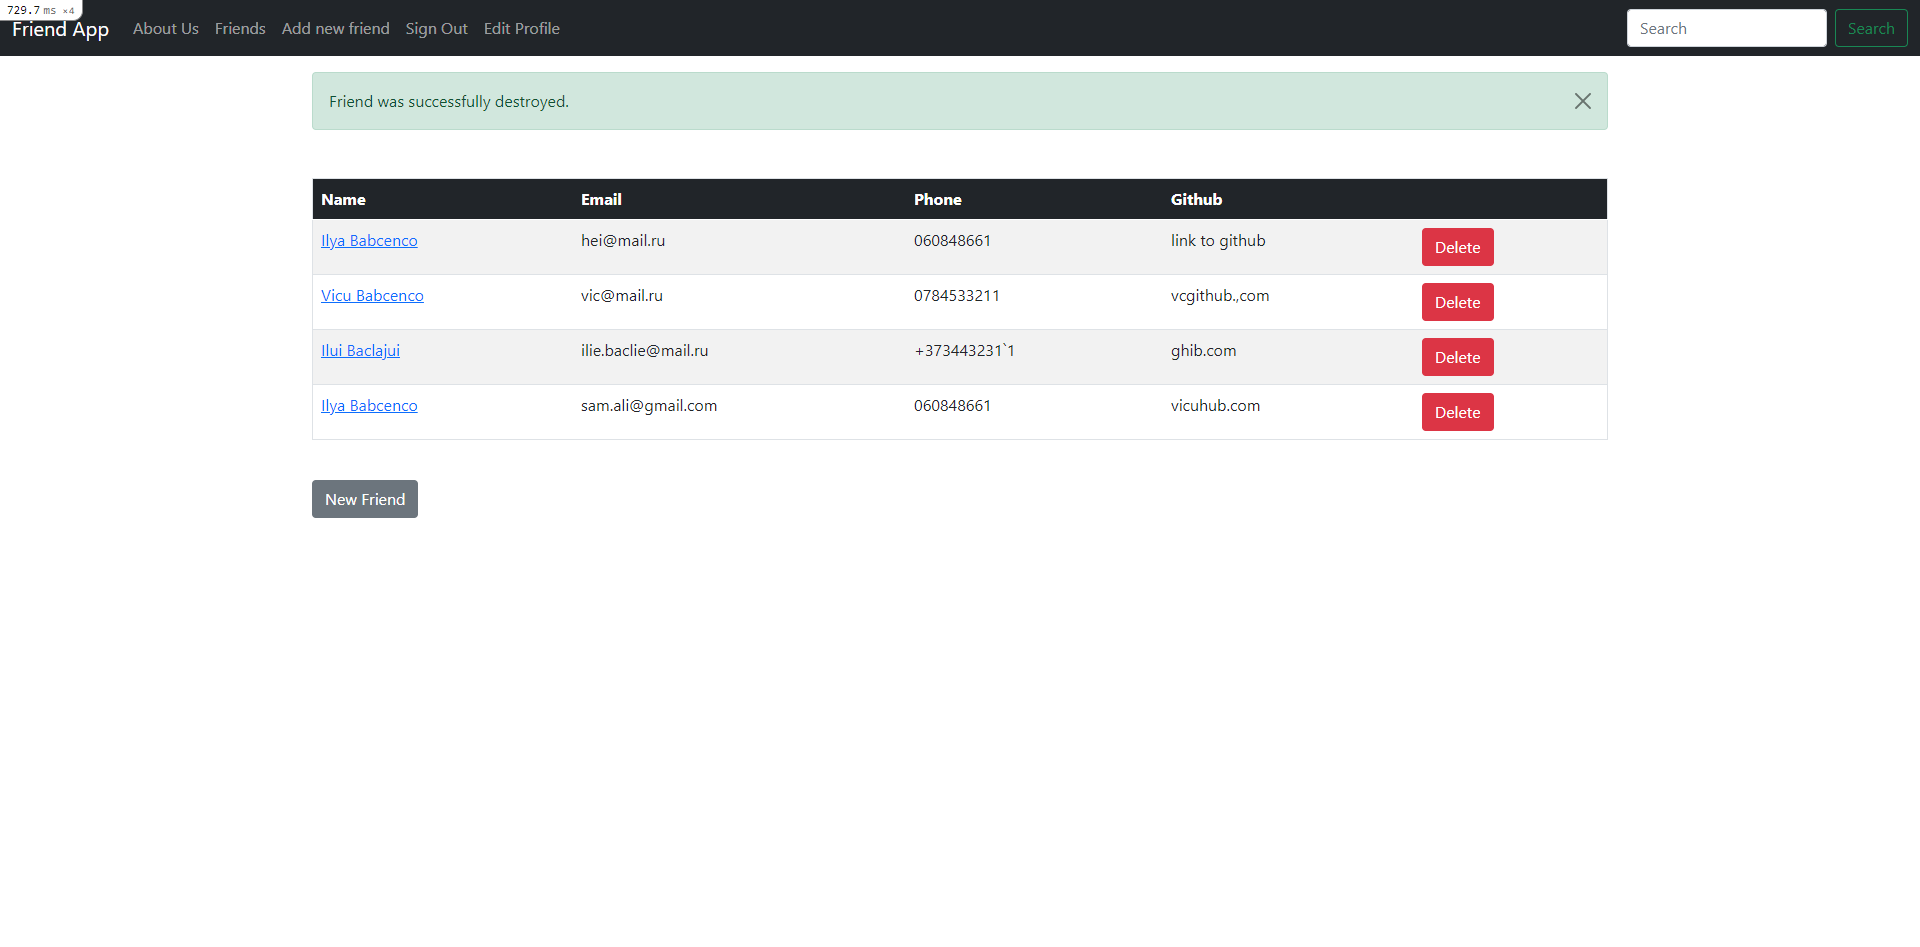 729.7 ms ×4
Friend App About Us Friends Add new friend Sign Out Edit Profile Search Search
Friend was successfully destroyed.
Name Email Phone Github
Ilya Babcenco hei@mail.ru 060848661 link to github Delete
Vicu Babcenco vic@mail.ru 0784533211 vcgithub.,com Delete
Ilui Baclajui ilie.baclie@mail.ru +373443231`1 ghib.com Delete
Ilya Babcenco sam.ali@gmail.com 060848661 vicuhub.com Delete
New Friend